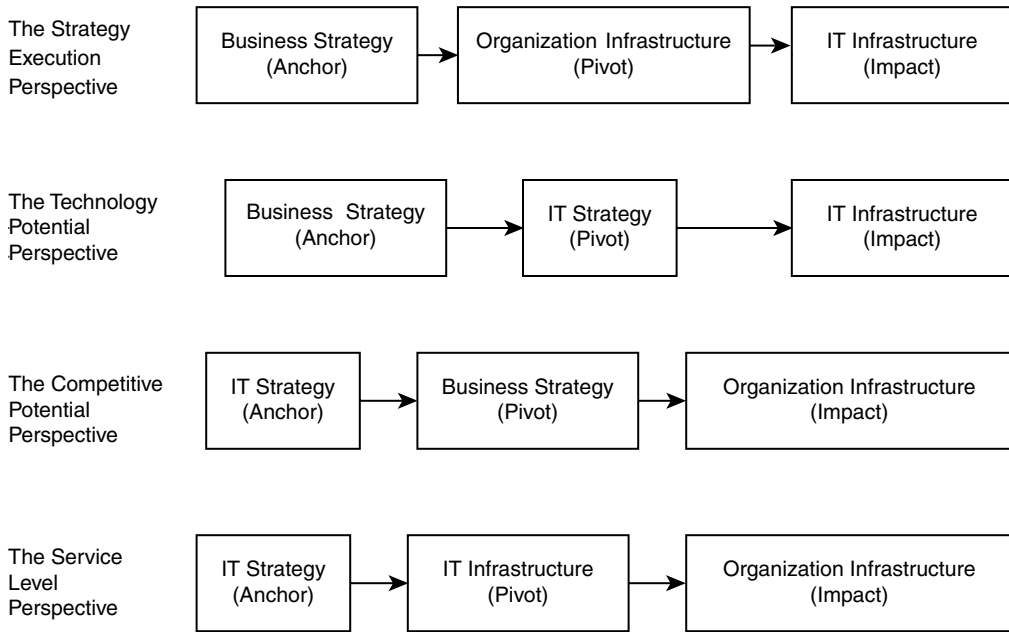 The Strategy
Execution
Perspective
Business Strategy
(Anchor)
Organization Infrastructure
(Pivot)
IT Infrastructure
(Impact)
The Technology
Potential
Perspective
Business Strategy
(Anchor)
IT Strategy
(Pivot)
IT Infrastructure
(Impact)
The Competitive
Potential
Perspective
IT Strategy
(Anchor)
Business Strategy
(Pivot)
Organization Infrastructure
(Impact)
The Service
Level
Perspective
IT Strategy
(Anchor)
IT Infrastructure
(Pivot)
Organization Infrastructure
(Impact)